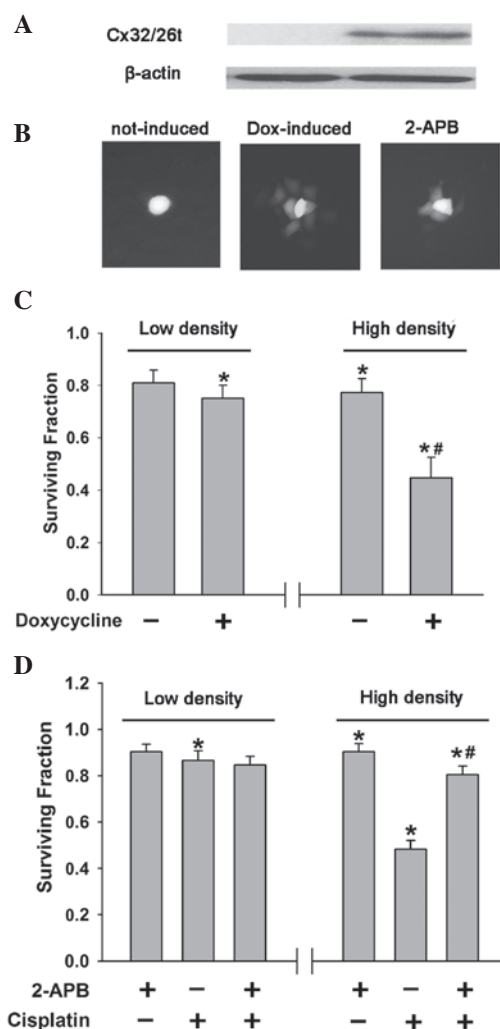 A
Cx32/26t
β-actin
B
not-induced Dox-induced 2-APB
C
Low density High density
Surviving Fraction
1.0
0.8
0.6
0.4
0.2
0.0
* * *#
Doxycycline − + − +
D
Low density High density
Surviving Fraction
1.2
1.0
0.8
0.6
0.4
0.2
0.0
* * * *#
2-APB + − + + − +
Cisplatin − + + − + +